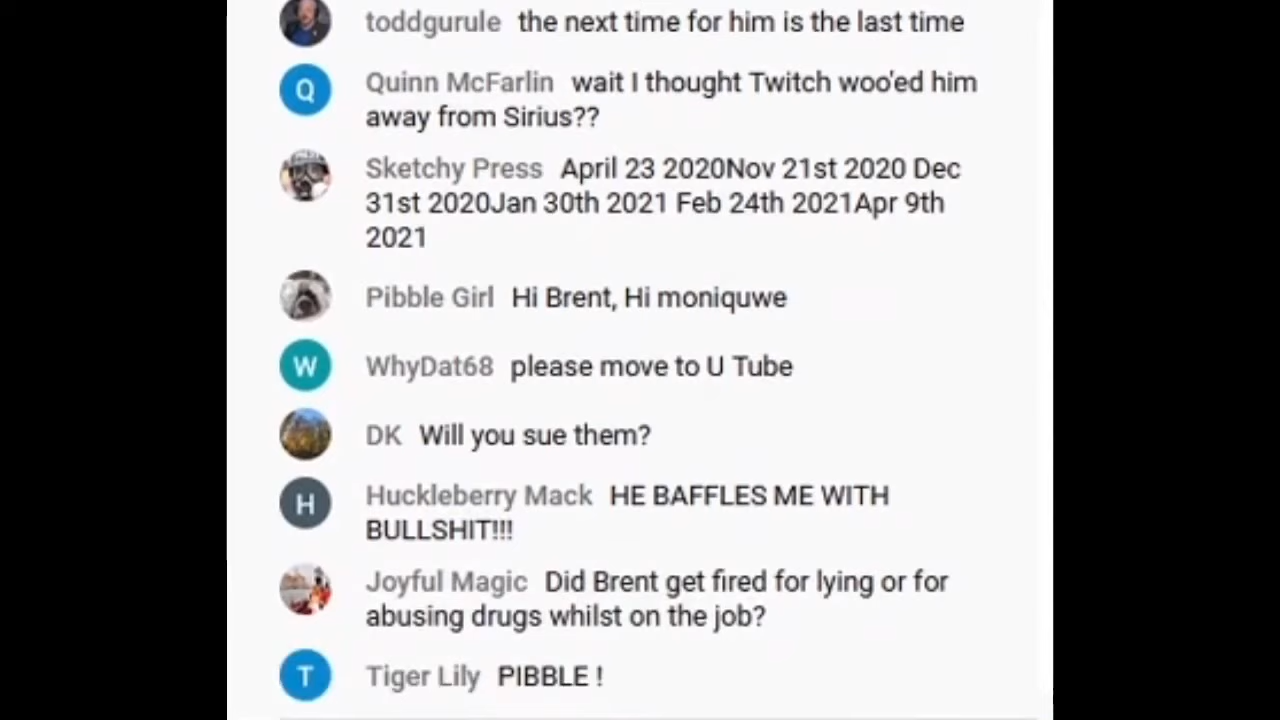 toddgurule the next time for him is the last time
Q
Quinn McFarlin wait I thought Twitch woo'ed him
away from Sirius??
Sketchy Press April 23 2020Nov 21st 2020 Dec
31st 2020Jan 30th 2021 Feb 24th 2021Apr 9th
2021
Pibble Girl Hi Brent, Hi moniquwe
W
WhyDat68 please move to U Tube
DK Will you sue them?
H
Huckleberry Mack HE BAFFLES ME WITH
BULLSHIT!!!
Joyful Magic Did Brent get fired for lying or for
abusing drugs whilst on the job?
T
Tiger Lily PIBBLE !